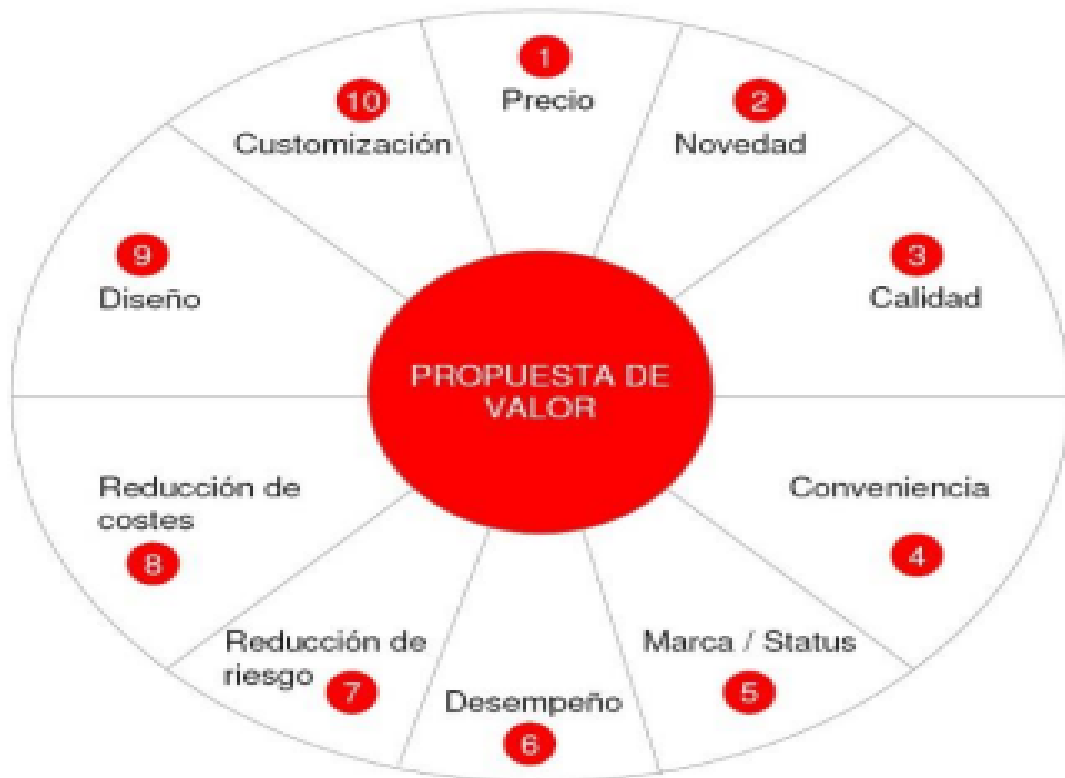 1
Precio
2
Novedad
3
Calidad
Conveniencia
4
Marca / Status
5
Desempeño
6
Reducción de
riesgo
7
Reducción de
costes
8
9
Diseño
10
Customización
PROPUESTA DE
VALOR